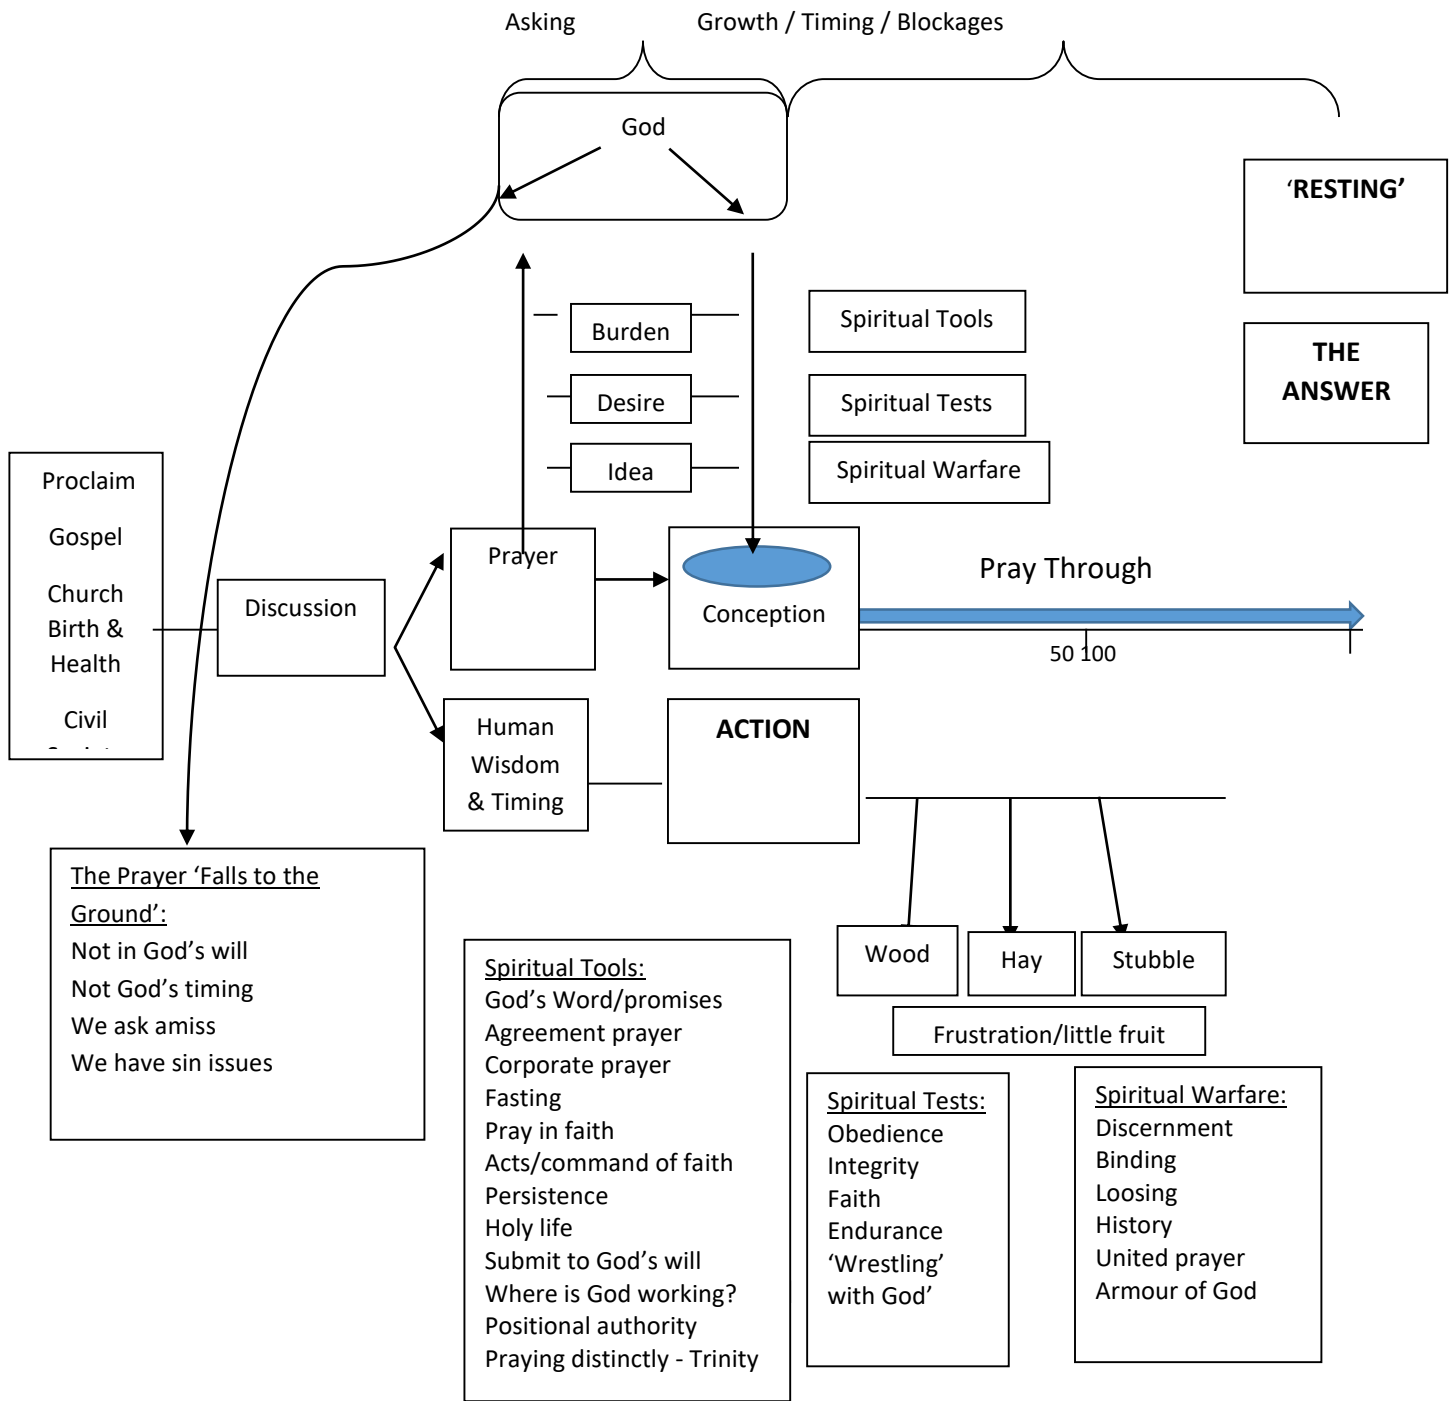 Asking
Growth / Timing / Blockages
God
‘RESTING’
Burden
Spiritual Tools
THE
ANSWER
Desire
Spiritual Tests
Idea
Spiritual Warfare
Proclaim
Gospel
Church
Birth &
Health
Civil
Discussion
Prayer
Conception
Pray Through
50 100
Human
Wisdom
& Timing
ACTION
The Prayer ‘Falls to the
Ground’:
Not in God’s will
Not God’s timing
We ask amiss
We have sin issues
Wood
Hay
Stubble
Frustration/little fruit
Spiritual Tools:
God’s Word/promises
Agreement prayer
Corporate prayer
Fasting
Pray in faith
Acts/command of faith
Persistence
Holy life
Submit to God’s will
Where is God working?
Positional authority
Praying distinctly - Trinity
Spiritual Tests:
Obedience
Integrity
Faith
Endurance
‘Wrestling’
with God’
Spiritual Warfare:
Discernment
Binding
Loosing
History
United prayer
Armour of God